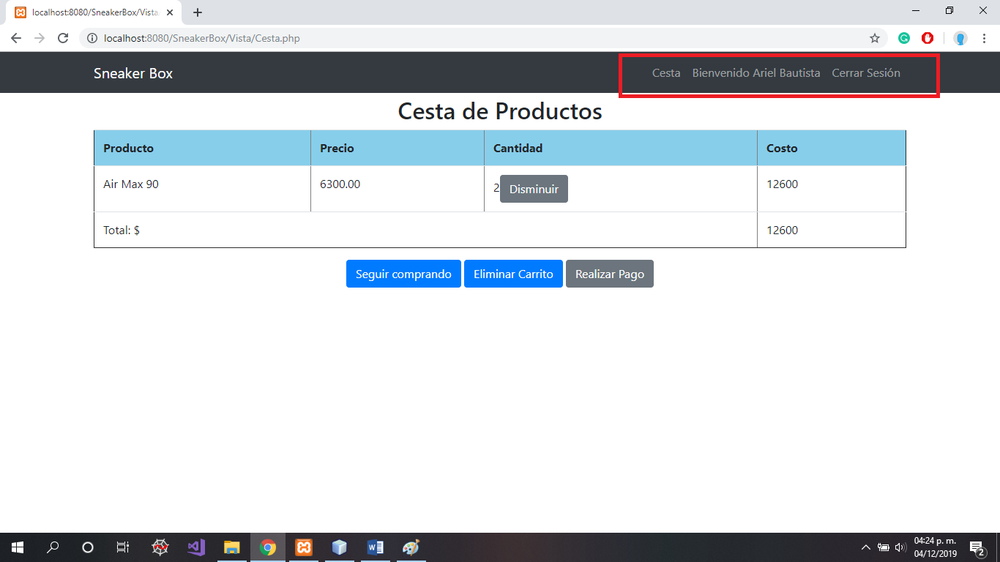 localhost:8080/SneakerBox/Vista
localhost:8080/SneakerBox/Vista/Cesta.php
Sneaker Box
Cesta Bienvenido Ariel Bautista Cerrar Sesión
Cesta de Productos
Producto Precio Cantidad Costo
Air Max 90 6300.00 2 Disminuir 12600
Total: $ 12600
Seguir comprando Eliminar Carrito Realizar Pago
04:24 p. m.
04/12/2019
2